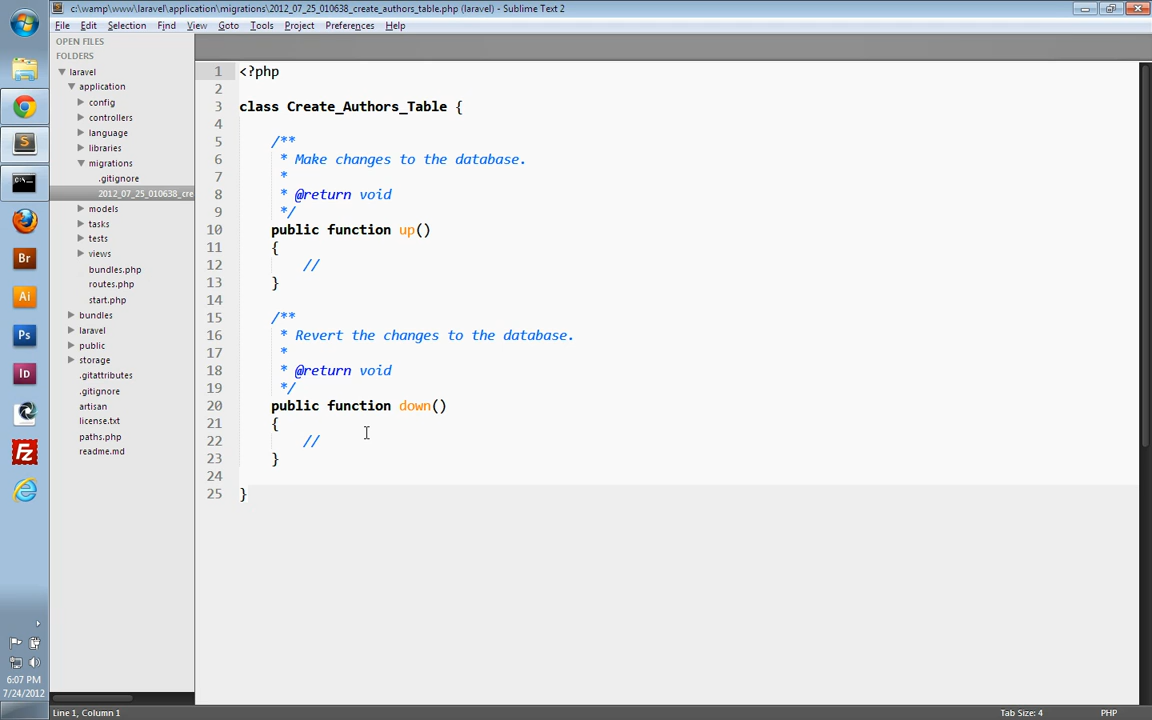 c:\wamp\www\laravel\application\migrations\2012_07_25_010638_create_authors_table.php (laravel) - Sublime Text 2
File Edit Selection Find View Goto Tools Project Preferences Help
OPEN FILES
FOLDERS
laravel
application
config
controllers
language
libraries
migrations
.gitignore
2012_07_25_010638_cre
models
tasks
tests
views
bundles.php
routes.php
start.php
bundles
laravel
public
storage
.gitattributes
.gitignore
artisan
license.txt
paths.php
readme.md
1 <?php
2
3 class Create_Authors_Table {
4
5 /**
6 * Make changes to the database.
7 *
8 * @return void
9 */
10 public function up()
11 {
12 //
13 }
14
15 /**
16 * Revert the changes to the database.
17 *
18 * @return void
19 */
20 public function down()
21 {
22 //
23 }
24
25 }
Br
Ai
Ps
Id
Fz
6:07 PM
7/24/2012
Line 1, Column 1
Tab Size: 4
PHP